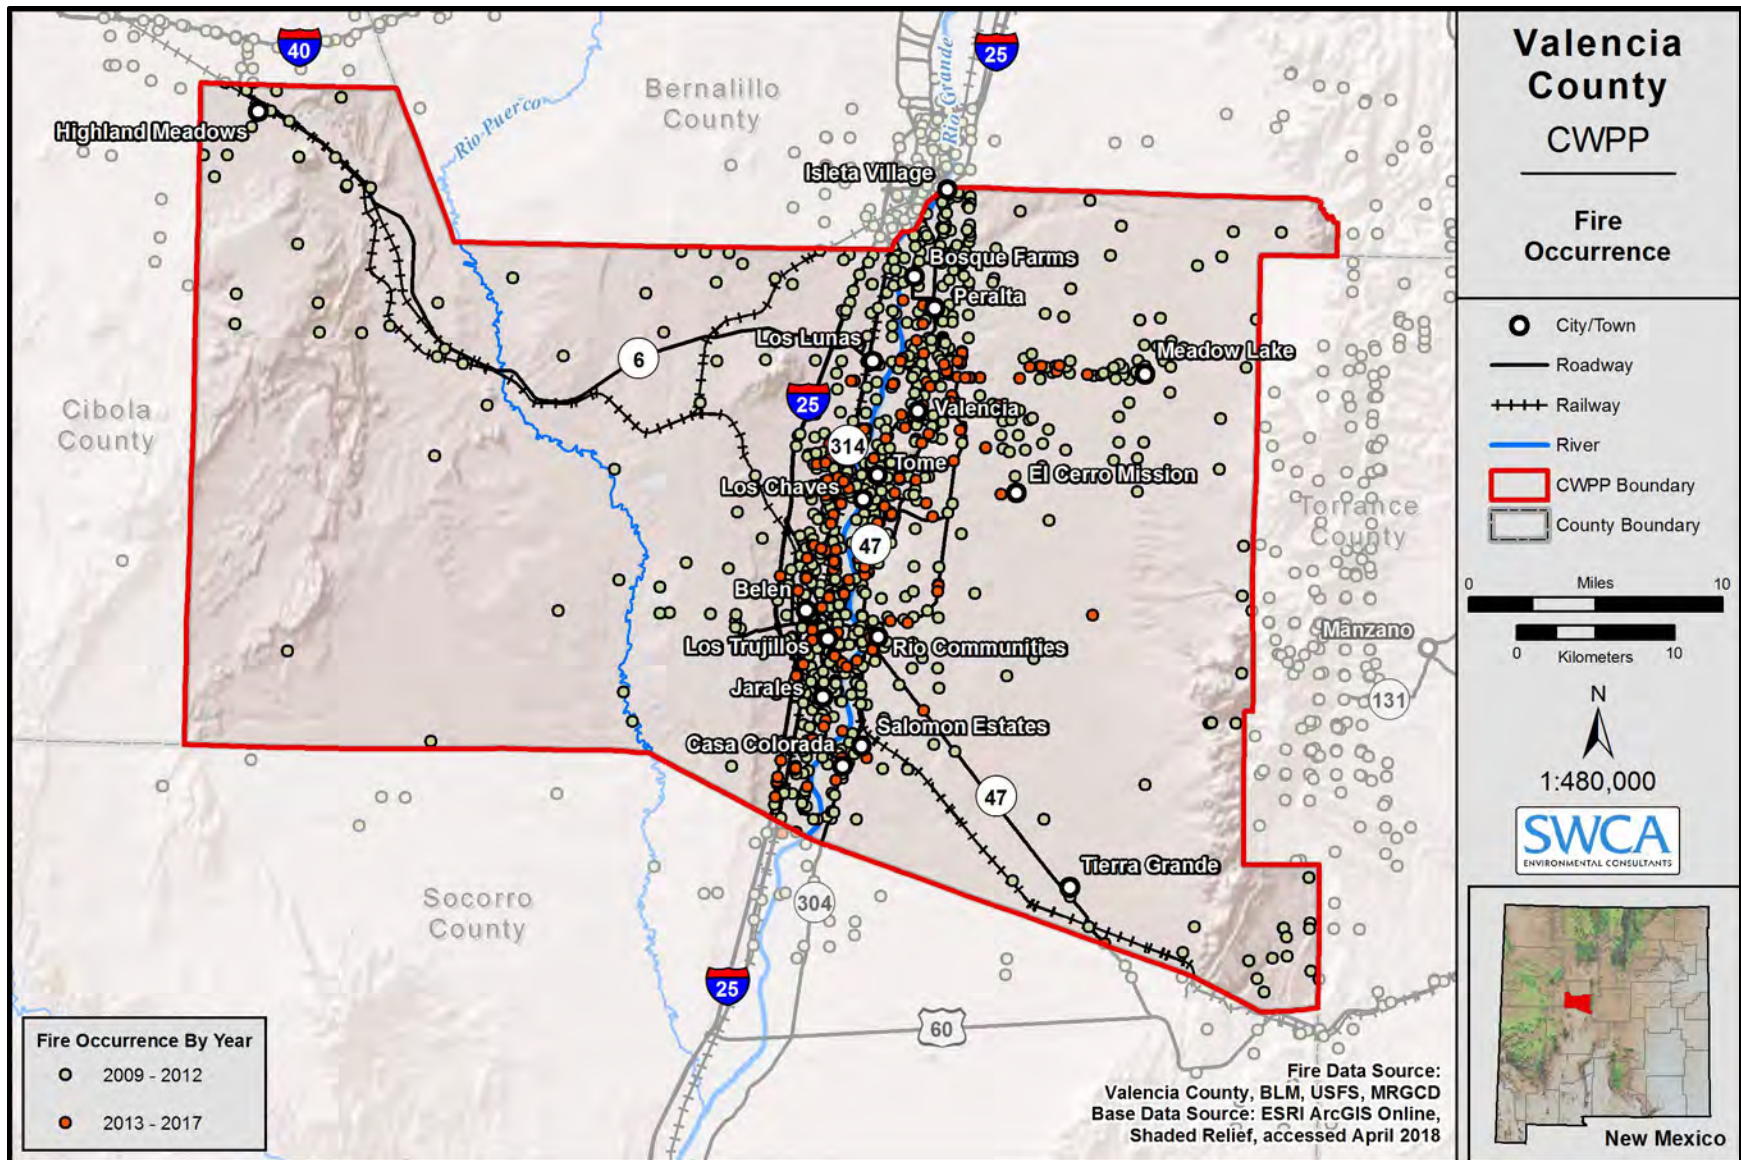 40
25
Rio Grande
Bernalillo
County
Rio Puerco
Highland Meadows
Isleta Village
Bosque Farms
Peralta
Los Lunas
Meadow Lake
6
25
Cibola
County
Valencia
314
Tome
El Cerro Mission
Los Chaves
Torrance
County
47
Belen
Manzano
Los Trujillos
Rio Communities
Jarales
131
Salomon Estates
Casa Colorada
47
Tierra Grande
Socorro
County
304
25
60
Fire Occurrence By Year
2009 - 2012
2013 - 2017
Fire Data Source:
Valencia County, BLM, USFS, MRGCD
Base Data Source: ESRI ArcGIS Online,
Shaded Relief, accessed April 2018
Valencia
County
CWPP
Fire
Occurrence
City/Town
Roadway
Railway
River
CWPP Boundary
County Boundary
0 Miles 10
0 Kilometers 10
N
1:480,000
SWCA
ENVIRONMENTAL CONSULTANTS
New Mexico